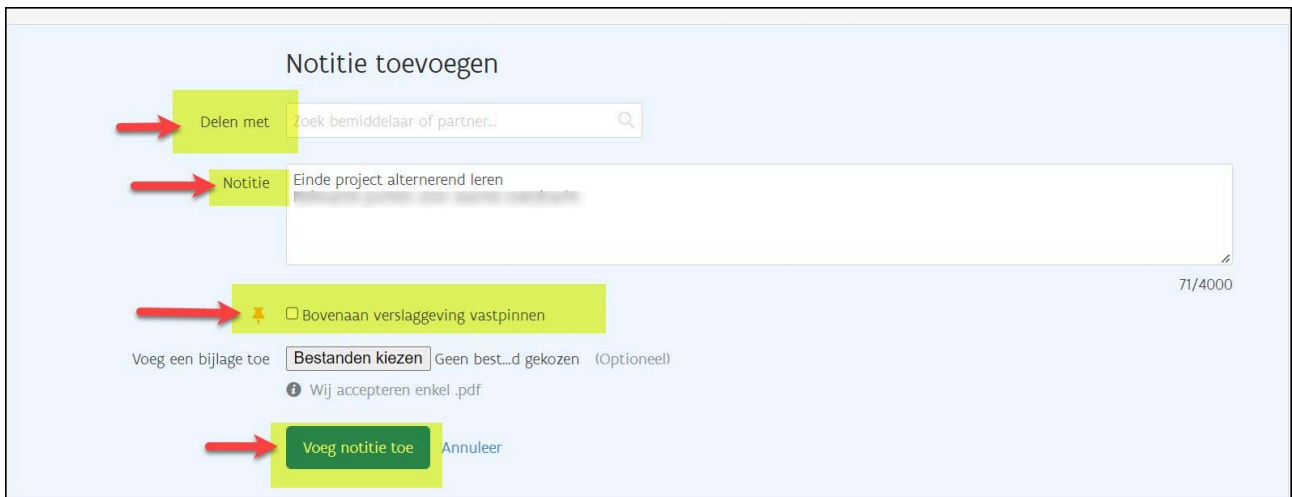 Notitie toevoegen
Delen met Zoek bemiddelaar of partner...
Notitie Einde project alternerend leren
71/4000
Bovenaan verslaggeving vastpinnen
Voeg een bijlage toe Bestanden kiezen Geen best...d gekozen (Optioneel)
Wij accepteren enkel .pdf
Voeg notitie toe Annuleer